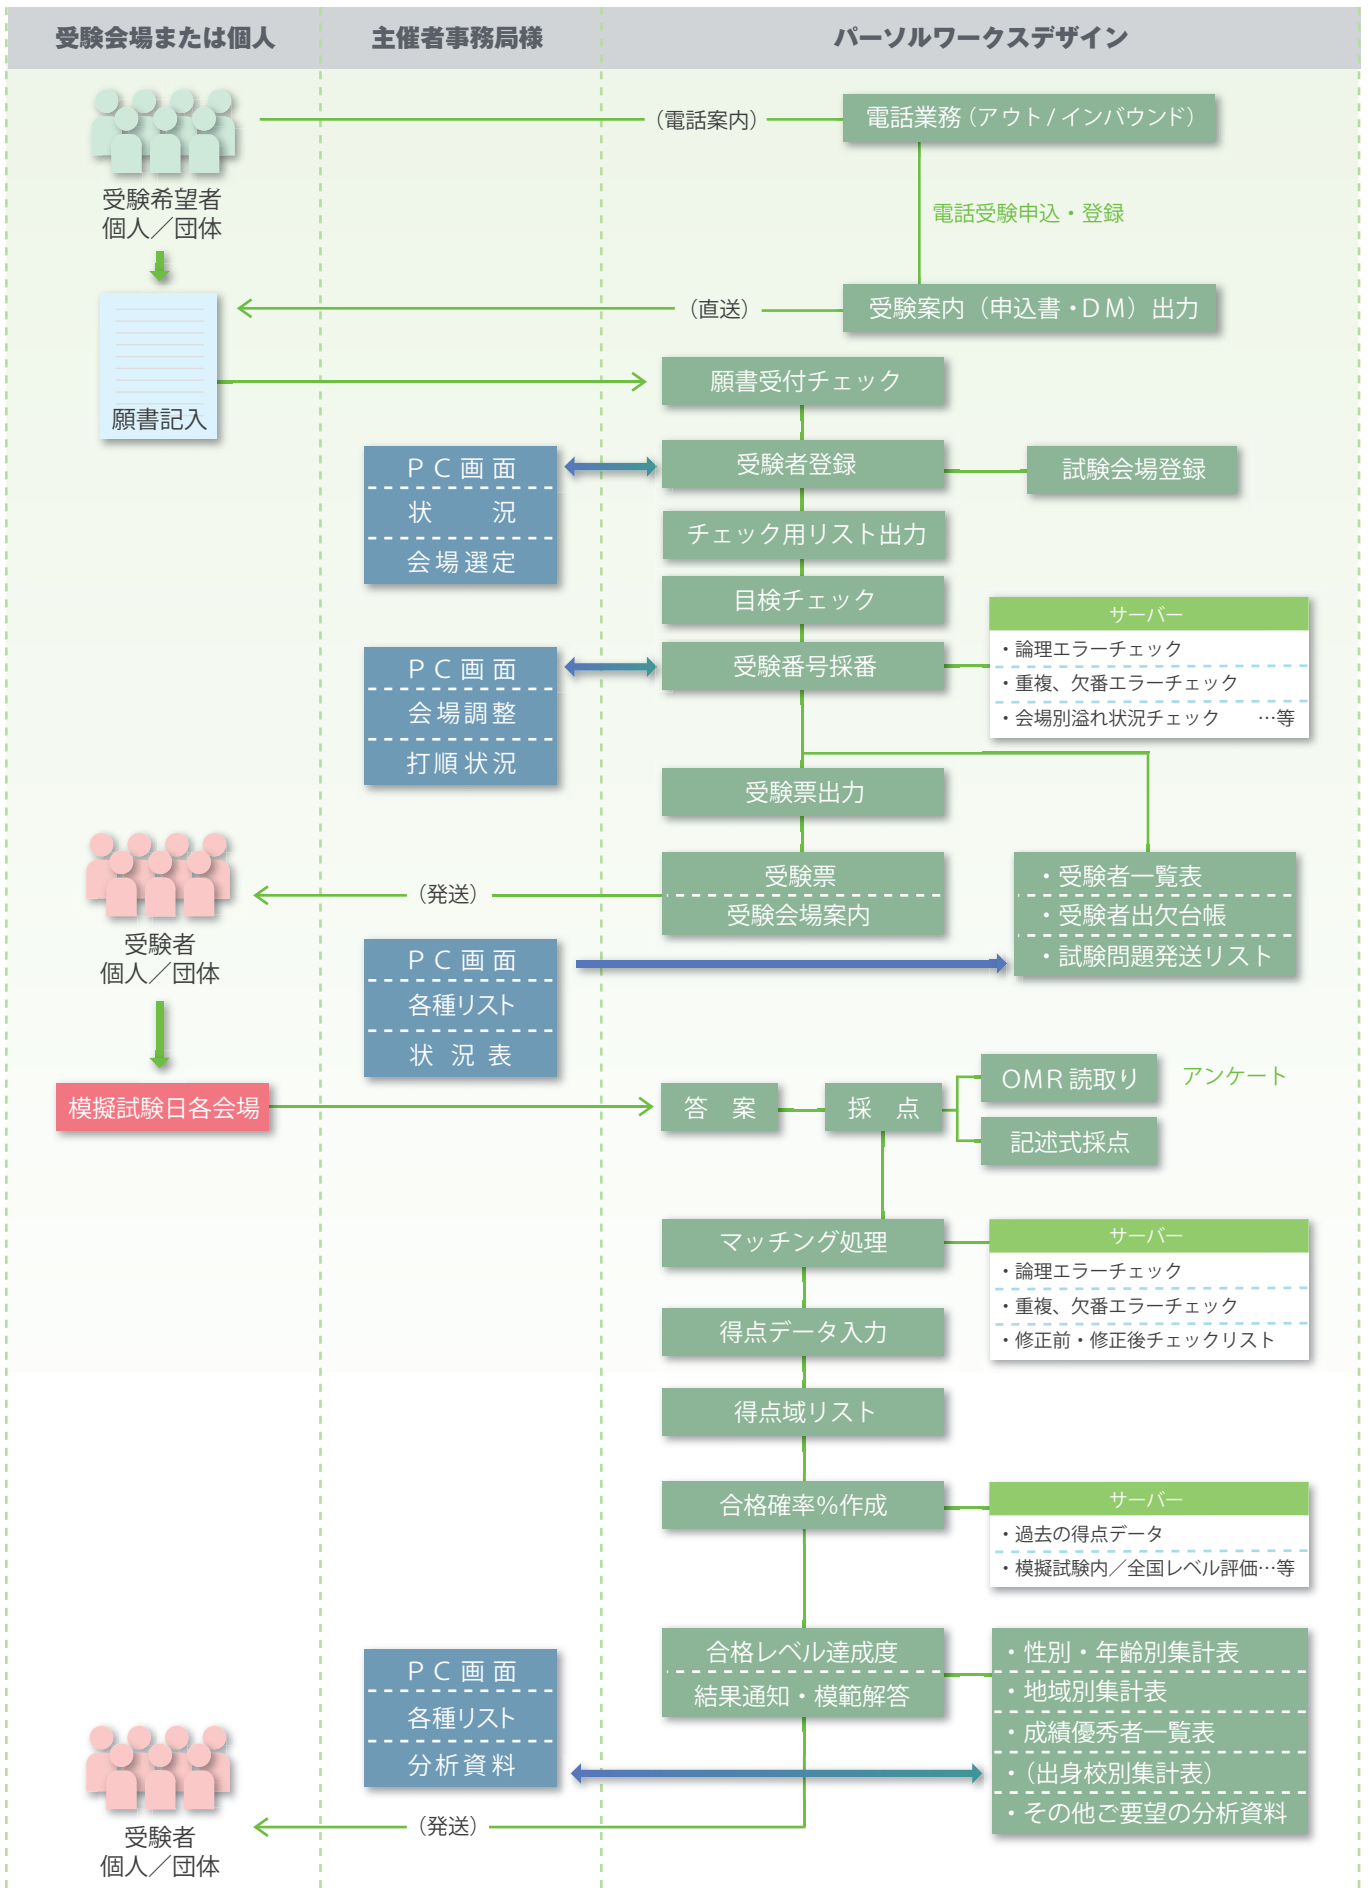 受験会場または個人
主催者事務局様
パーソルワークスデザイン
（電話案内）
電話業務（アウト / インバウンド）
受験希望者
個人／団体
電話受験申込・登録
（直送）
受験案内（申込書・ＤＭ）出力
願書記入
願書受付チェック
ＰＣ画面
状　況
会場選定
受験者登録
試験会場登録
チェック用リスト出力
目検チェック
ＰＣ画面
会場調整
打順状況
受験番号採番
サーバー
・論理エラーチェック
・重複、欠番エラーチェック
・会場別溢れ状況チェック　…等
受験票出力
受験者
個人／団体
（発送）
受験票
受験会場案内
・受験者一覧表
・受験者出欠台帳
・試験問題発送リスト
ＰＣ画面
各種リスト
状況表
模擬試験日各会場
答　案
採　点
ＯＭＲ読取り
アンケート
記述式採点
マッチング処理
サーバー
・論理エラーチェック
・重複、欠番エラーチェック
・修正前・修正後チェックリスト
得点データ入力
得点域リスト
合格確率%作成
サーバー
・過去の得点データ
・模擬試験内／全国レベル評価…等
ＰＣ画面
各種リスト
分析資料
合格レベル達成度
結果通知・模範解答
・性別・年齢別集計表
・地域別集計表
・成績優秀者一覧表
・（出身校別集計表）
・その他ご要望の分析資料
（発送）
受験者
個人／団体